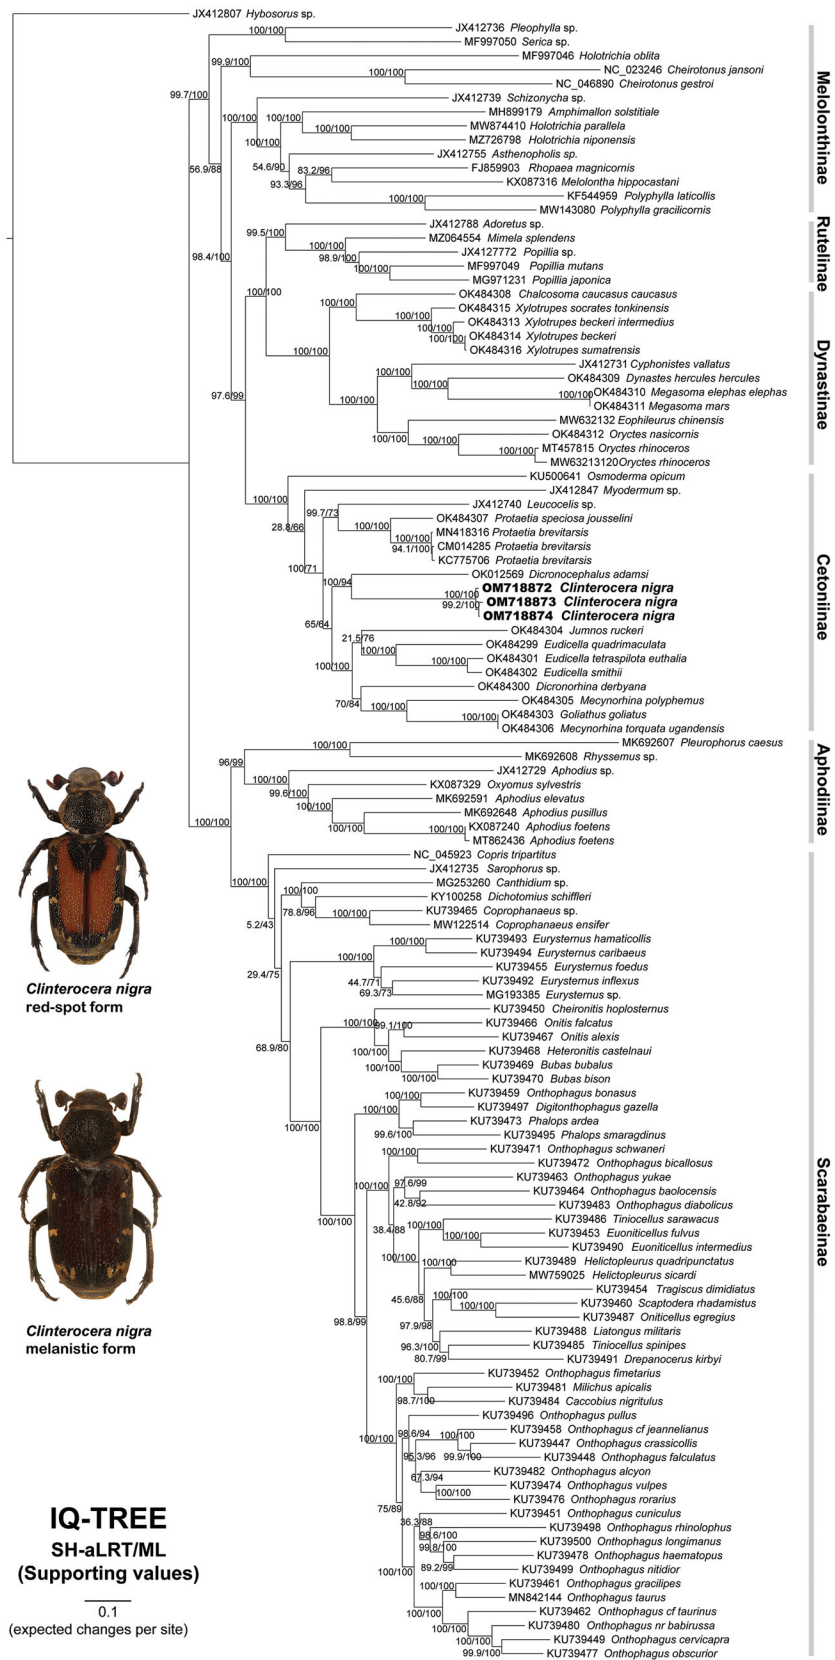 JX412807 Hybosorus sp.
JX412736 Pleophylla sp.
100/100
MF997050 Serica sp.
MF997046 Holotrichia oblita
99.9/100
NC_023246 Cheirotonus jansoni
100/100
NC_046890 Cheirotonus gestroi
99.7/100
JX412739 Schizonycha sp.
MH899179 Amphimallon solstitiale
100/100
100/100
MW874410 Holotrichia parallela
100/100
MZ726798 Holotrichia niponensis
100/100
JX412755 Asthenopholis sp.
56.9/88
54.6/90
FJ859903 Rhopaea magnicornis
83.2/96
KX087316 Melolontha hippocastani
93.3/96
KF544959 Polyphylla laticollis
100/100
MW143080 Polyphylla gracilicornis
Melolonthinae
JX412788 Adoretus sp.
99.5/100
MZ064554 Mimela splendens
100/100
JX4127772 Popillia sp.
98.4/100
98.9/100
MF997049 Popillia mutans
100/100
MG971231 Popillia japonica
Rutelinae
100/100
OK484308 Chalcosoma caucasus caucasus
100/100
OK484315 Xylotrupes socrates tonkinensis
100/100
OK484313 Xylotrupes beckeri intermedius
100/100
OK484314 Xylotrupes beckeri
100/100
OK484316 Xylotrupes sumatrensis
100/100
JX412731 Cyphonistes vallatus
100/100
OK484309 Dynastes hercules hercules
100/100
OK484310 Megasoma elephas elephas
100/100
97.6/99
100/100
OK484311 Megasoma mars
MW632132 Eophileurus chinensis
OK484312 Oryctes nasicornis
100/100
100/100
MT457815 Oryctes rhinoceros
100/100
MW63213120Oryctes rhinoceros
Dynastinae
KU500641 Osmoderma opicum
100/100
JX412847 Myodermum sp.
JX412740 Leucocelis sp.
99.7/73
OK484307 Protaetia speciosa jousselini
28.8/66
100/100
MN418316 Protaetia brevitarsis
100/100
CM014285 Protaetia brevitarsis
94.1/100
KC775706 Protaetia brevitarsis
100/71
OK012569 Dicronocephalus adamsi
100/94
OM718872 Clinterocera nigra
100/100
OM718873 Clinterocera nigra
99.2/100
OM718874 Clinterocera nigra
65/64
OK484304 Jumnos ruckeri
21.5/76
OK484299 Eudicella quadrimaculata
100/100
OK484301 Eudicella tetraspilota euthalia
100/100
100/100
OK484302 Eudicella smithii
OK484300 Dicronorhina derbyana
70/84
OK484305 Mecynorhina polyphemus
100/100
OK484303 Goliathus goliatus
100/100
OK484306 Mecynorhina torquata ugandensis
Cetoniinae
MK692607 Pleurophorus caesus
100/100
MK692608 Rhyssemus sp.
96/99
JX412729 Aphodius sp.
100/100
KX087329 Oxyomus sylvestris
99.6/100
MK692591 Aphodius elevatus
100/100
MK692648 Aphodius pusillus
100/100
KX087240 Aphodius foetens
100/100
100/100
MT862436 Aphodius foetens
Aphodiinae
NC_045923 Copris tripartitus
JX412735 Sarophorus sp.
100/100
MG253260 Canthidium sp.
100/100
KY100258 Dichotomius schiffleri
78.8/96
KU739465 Coprophanaeus sp.
100/100
5.2/43
MW122514 Coprophanaeus ensifer
KU739493 Eurysternus hamaticollis
100/100
KU739494 Eurysternus caribaeus
100/100
KU739455 Eurysternus foedus
29.4/75
44.7/71
KU739492 Eurysternus inflexus
69.3/73
MG193385 Eurysternus sp.
KU739450 Cheironitis hoplosternus
100/100
KU739466 Onitis falcatus
99.1/100
KU739467 Onitis alexis
68.9/80
100/100
KU739468 Heteronitis castelnaui
100/100
KU739469 Bubas bubalus
100/100
KU739470 Bubas bison
KU739459 Onthophagus bonasus
100/100
KU739497 Digitonthophagus gazella
100/100
KU739473 Phalops ardea
100/100
99.6/100
KU739495 Phalops smaragdinus
KU739471 Onthophagus schwaneri
100/100
KU739472 Onthophagus bicallosus
KU739463 Onthophagus yukae
100/100
97.6/99
KU739464 Onthophagus baolocensis
42.8/92
KU739483 Onthophagus diabolicus
100/100
KU739486 Tiniocellus sarawacus
38.4/88
100/100
100/100
KU739453 Euoniticellus fulvus
100/100
KU739490 Euoniticellus intermedius
100/100
KU739489 Helictopleurus quadripunctatus
100/100
MW759025 Helictopleurus sicardi
KU739454 Tragiscus dimidiatus
45.6/88
100/100
KU739460 Scaptodera rhadamistus
100/100
98.8/99
KU739487 Oniticellus egregius
97.9/98
KU739488 Liatongus militaris
96.3/100
KU739485 Tiniocellus spinipes
80.7/99
KU739491 Drepanocerus kirbyi
KU739452 Onthophagus fimetarius
100/100
KU739481 Milichus apicalis
98.7/100
KU739484 Caccobius nigritulus
KU739496 Onthophagus pullus
100/100
98.6/94
KU739458 Onthophagus cf jeannelianus
100/100
KU739447 Onthophagus crassicollis
95.3/96
99.9/100
KU739448 Onthophagus falculatus
KU739482 Onthophagus alcyon
67.3/94
KU739474 Onthophagus vulpes
100/100
KU739476 Onthophagus rorarius
75/89
KU739451 Onthophagus cuniculus
36.3/88
KU739498 Onthophagus rhinolophus
98.6/100
KU739500 Onthophagus longimanus
99.8/100
KU739478 Onthophagus haematopus
89.2/99
KU739499 Onthophagus nitidior
100/100
KU739461 Onthophagus gracilipes
100/100
MN842144 Onthophagus taurus
KU739462 Onthophagus cf taurinus
100/100
KU739480 Onthophagus nr babirussa
100/100
KU739449 Onthophagus cervicapra
99.9/100
KU739477 Onthophagus obscurior
Scarabaeinae
Clinterocera nigra
red-spot form
Clinterocera nigra
melanistic form
IQ-TREE
SH-aLRT/ML
(Supporting values)
0.1
(expected changes per site)